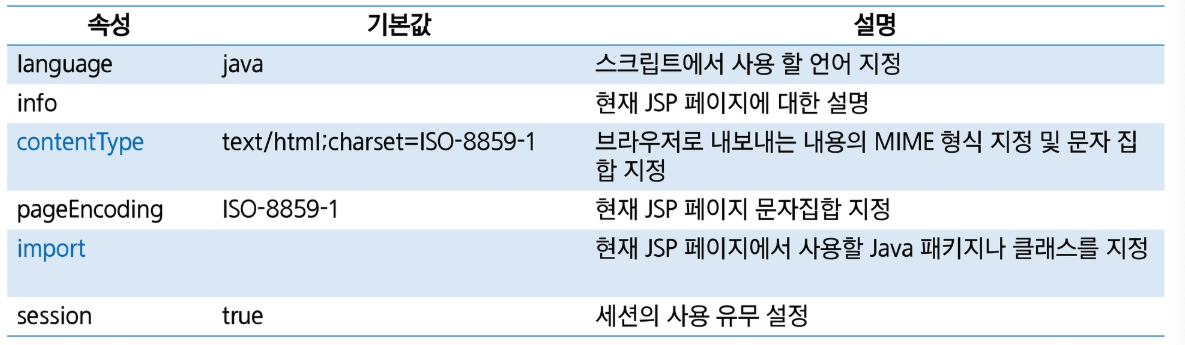 속성 기본값 설명
language java 스크립트에서 사용 할 언어 지정
info 현재 JSP 페이지에 대한 설명
contentType text/html;charset=ISO-8859-1 브라우저로 내보내는 내용의 MIME 형식 지정 및 문자 집
합 지정
pageEncoding ISO-8859-1 현재 JSP 페이지 문자집합 지정
import 현재 JSP 페이지에서 사용할 Java 패키지나 클래스를 지정
session true 세션의 사용 유무 설정